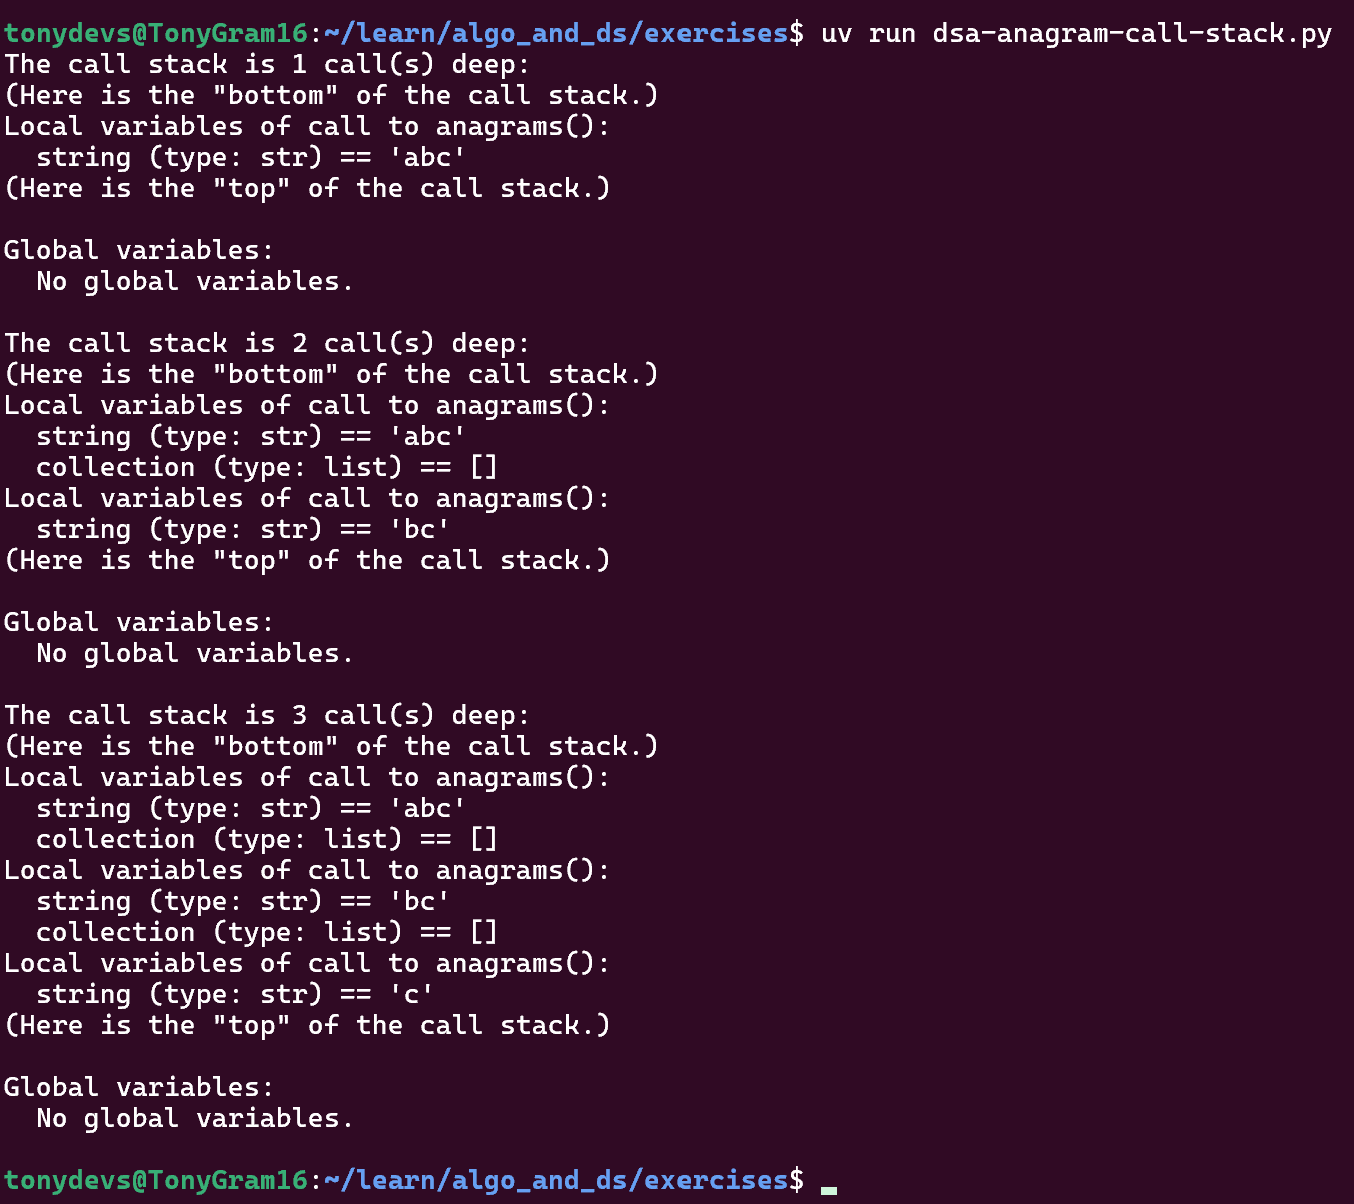 tonydevs@TonyGram16:~/learn/algo_and_ds/exercises$ uv run dsa-anagram-call-stack.py
The call stack is 1 call(s) deep:
(Here is the "bottom" of the call stack.)
Local variables of call to anagrams():
  string (type: str) == 'abc'
(Here is the "top" of the call stack.)

Global variables:
  No global variables.

The call stack is 2 call(s) deep:
(Here is the "bottom" of the call stack.)
Local variables of call to anagrams():
  string (type: str) == 'abc'
  collection (type: list) == []
Local variables of call to anagrams():
  string (type: str) == 'bc'
(Here is the "top" of the call stack.)

Global variables:
  No global variables.

The call stack is 3 call(s) deep:
(Here is the "bottom" of the call stack.)
Local variables of call to anagrams():
  string (type: str) == 'abc'
  collection (type: list) == []
Local variables of call to anagrams():
  string (type: str) == 'bc'
  collection (type: list) == []
Local variables of call to anagrams():
  string (type: str) == 'c'
(Here is the "top" of the call stack.)

Global variables:
  No global variables.

tonydevs@TonyGram16:~/learn/algo_and_ds/exercises$